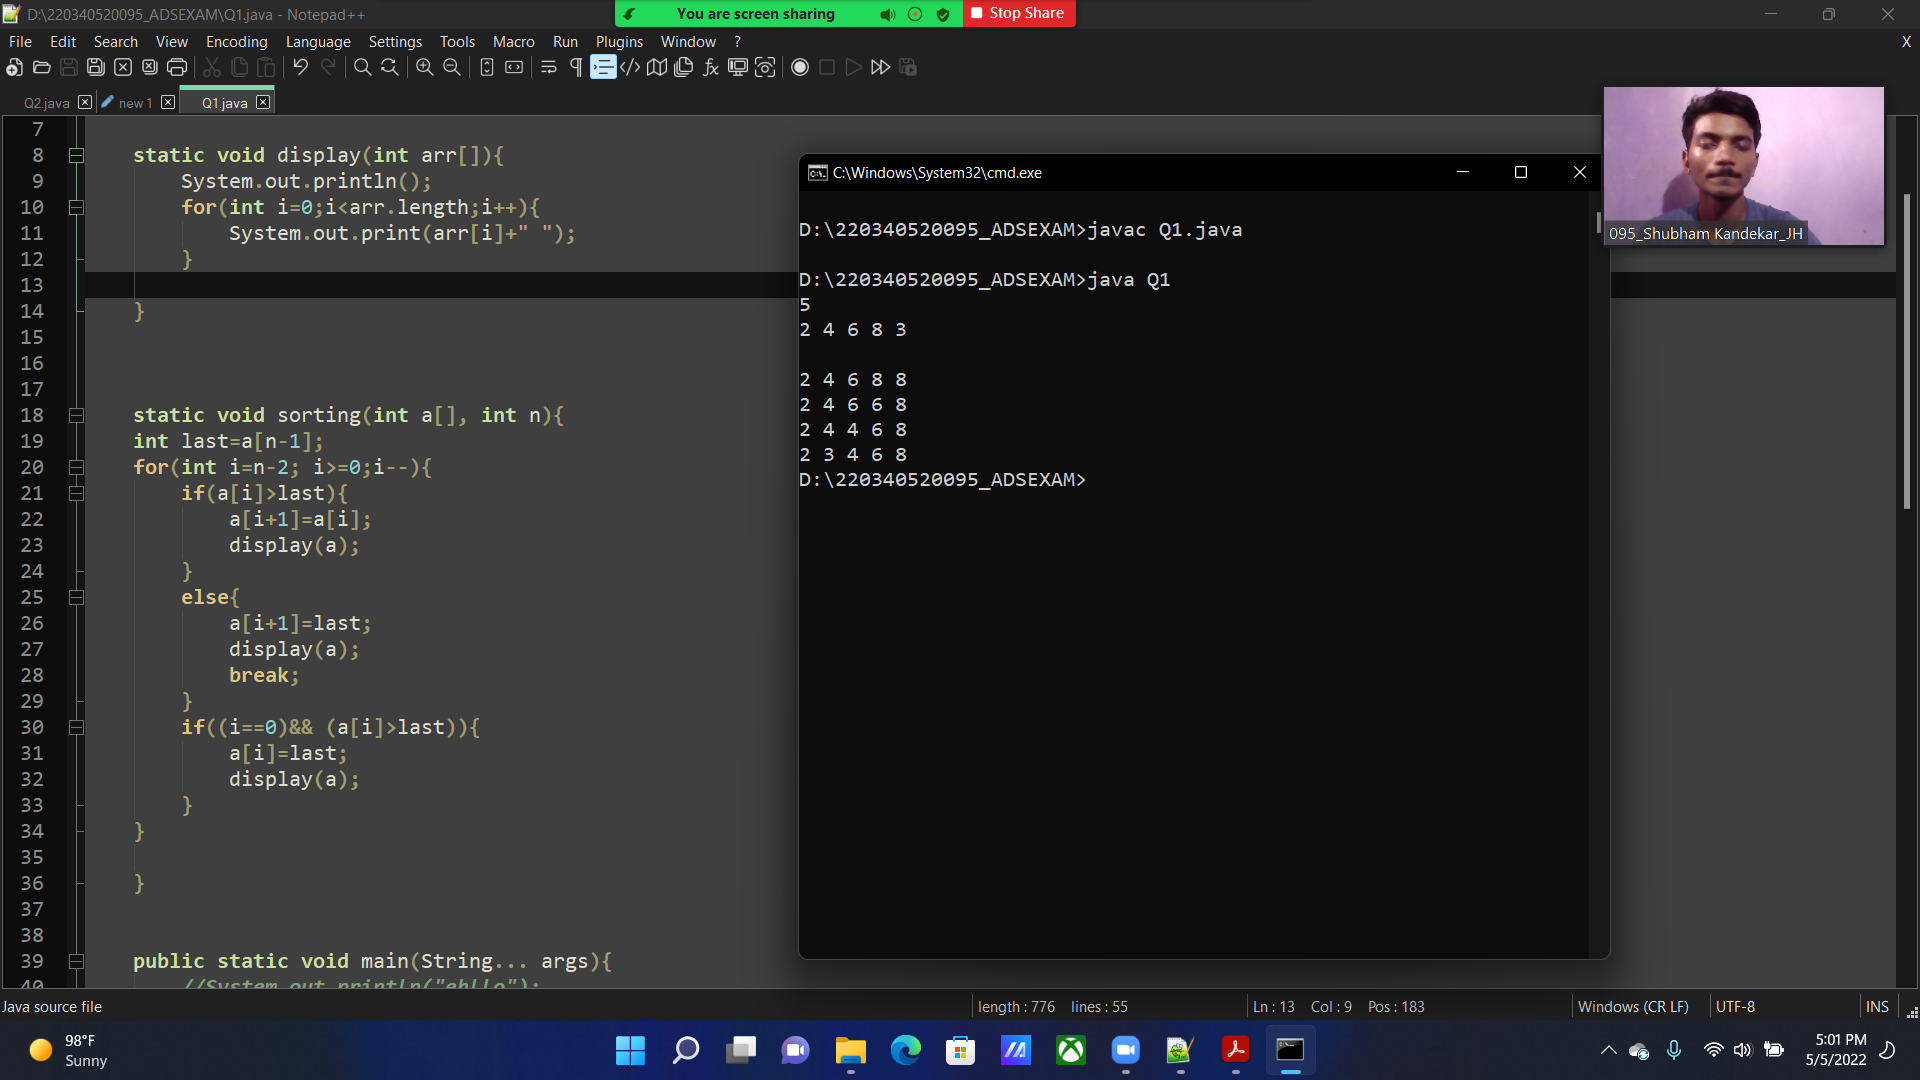 D:\220340520095_ADSEXAM\Q1.java - Notepad++
You are screen sharing
Stop Share
File Edit Search View Encoding Language Settings Tools Macro Run Plugins Window ?
X
Q2.java new 1 Q1.java
7
8 static void display(int arr[]){
9 System.out.println();
10 for(int i=0;i<arr.length;i++){
11 System.out.print(arr[i]+" ");
12 }
13
14 }
15
16
17
18 static void sorting(int a[], int n){
19 int last=a[n-1];
20 for(int i=n-2; i>=0;i--){
21 if(a[i]>last){
22 a[i+1]=a[i];
23 display(a);
24 }
25 else{
26 a[i+1]=last;
27 display(a);
28 break;
29 }
30 if((i==0)&& (a[i]>last)){
31 a[i]=last;
32 display(a);
33 }
34 }
35
36 }
37
38
39 public static void main(String... args){
40 //System.out.println("ehllo");
C:\Windows\System32\cmd.exe
D:\220340520095_ADSEXAM>javac Q1.java
D:\220340520095_ADSEXAM>java Q1
5
2 4 6 8 3
2 4 6 8 8
2 4 6 6 8
2 4 4 6 8
2 3 4 6 8
D:\220340520095_ADSEXAM>
095_Shubham Kandekar_JH
Java source file
length : 776 lines : 55
Ln : 13 Col : 9 Pos : 183
Windows (CR LF)
UTF-8
INS
98°F
Sunny
5:01 PM
5/5/2022